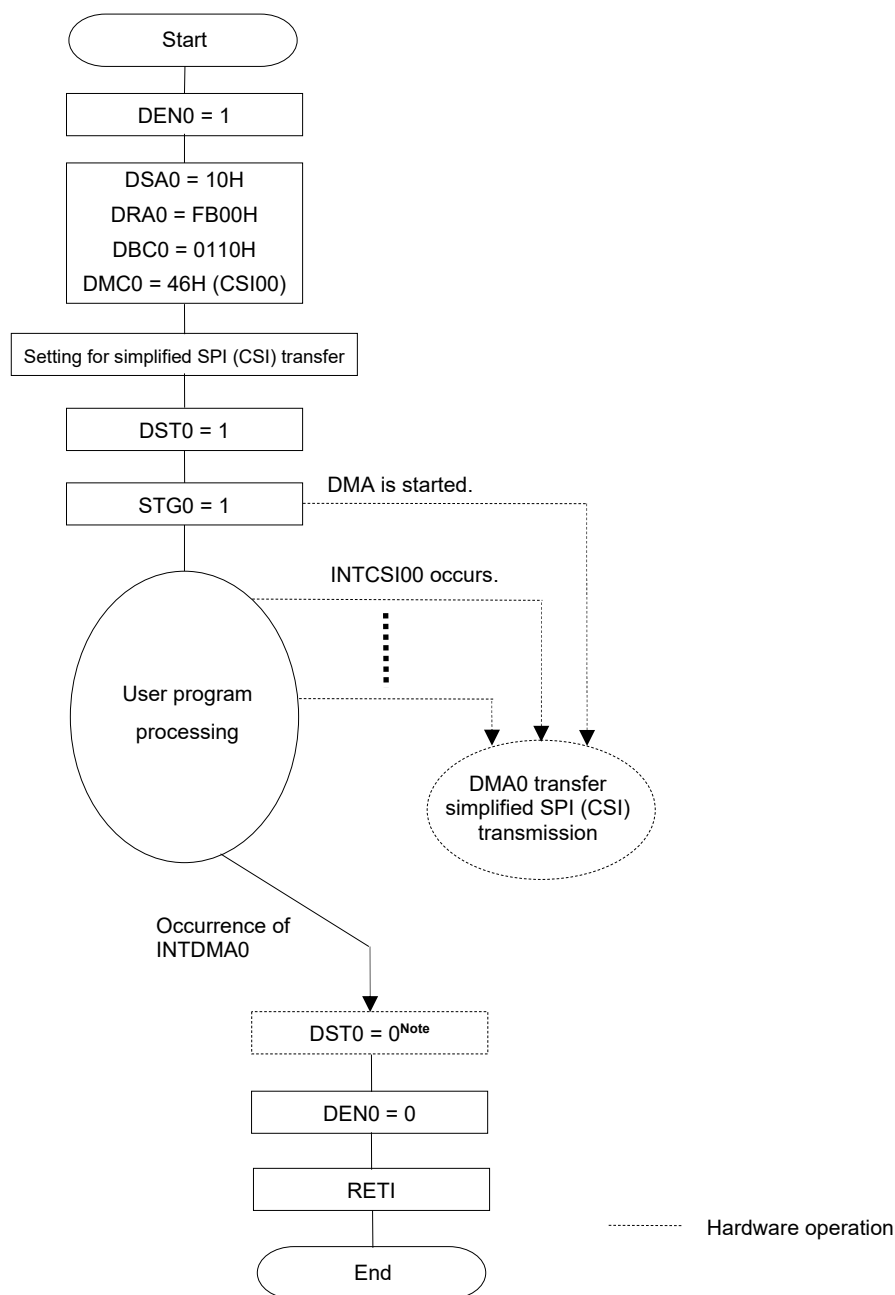 Start
DEN0 = 1
DSA0 = 10H
DRA0 = FB00H
DBC0 = 0110H
DMC0 = 46H (CSI00)
Setting for simplified SPI (CSI) transfer
DST0 = 1
STG0 = 1
DMA is started.
INTCSI00 occurs.
User program
processing
DMA0 transfer
simplified SPI (CSI)
transmission
Occurrence of
INTDMA0
DST0 = 0Note
DEN0 = 0
RETI
Hardware operation
End